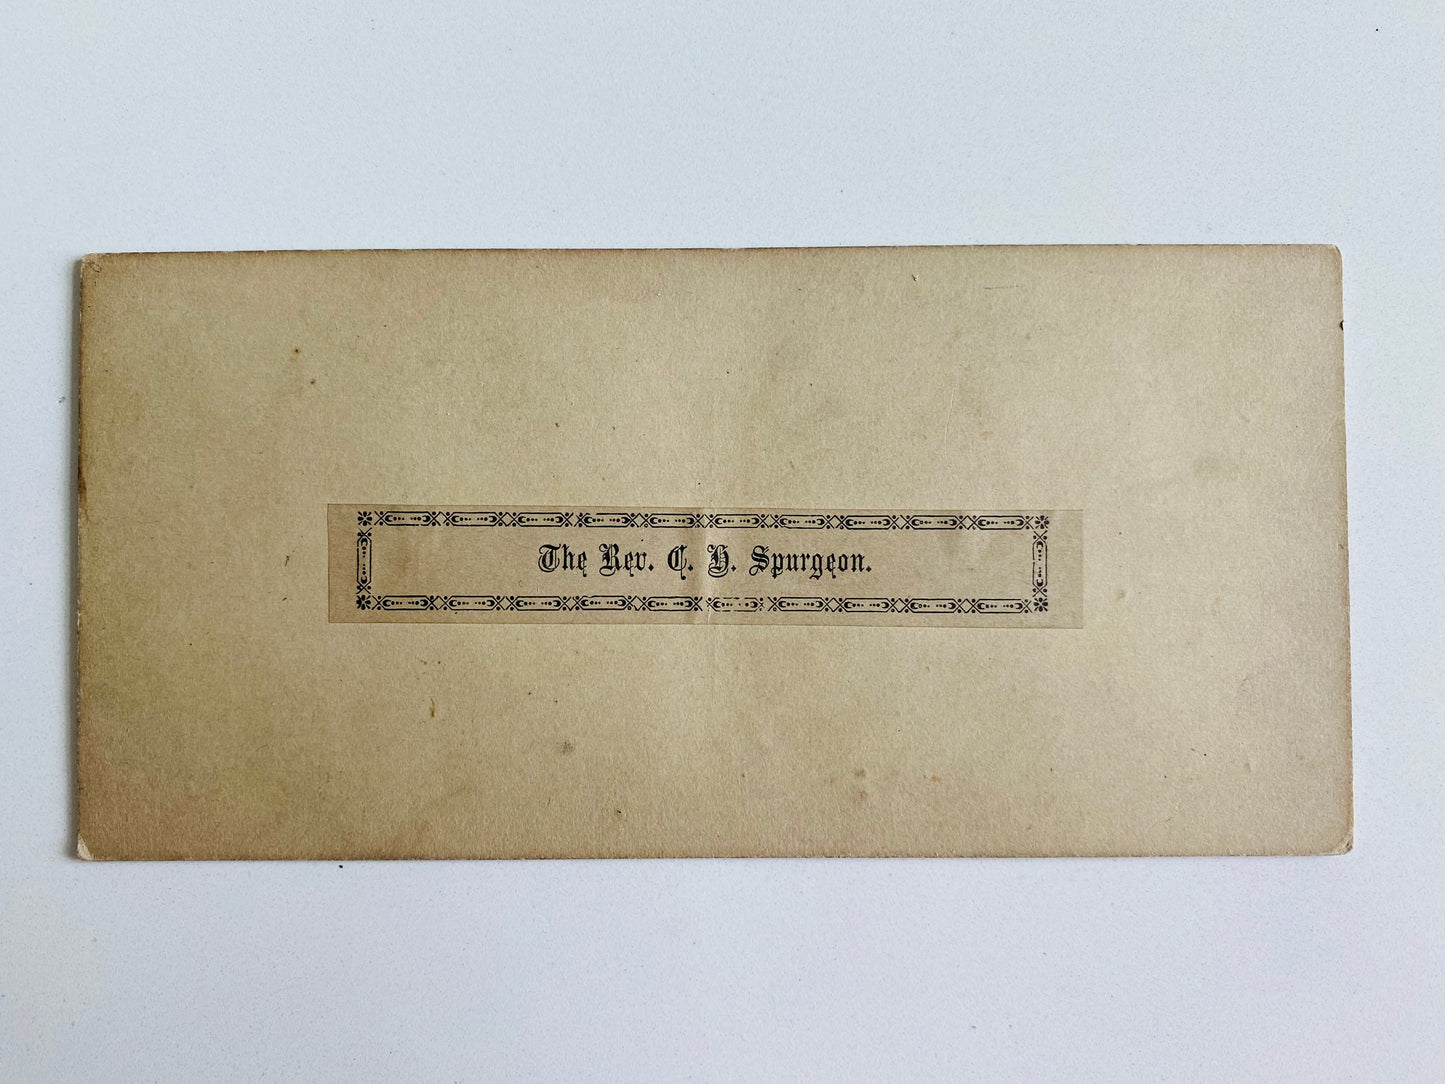 The Rev. C. H. Spurgeon.